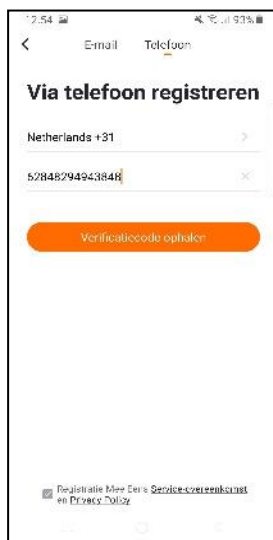 12.54 93%
E-mail Telefoon
Via telefoon registreren
Netherlands +31
62848294943848
Verificatiecode ophalen
Registratie Mee Eens Service-overeenkomst
en Privacy Policy